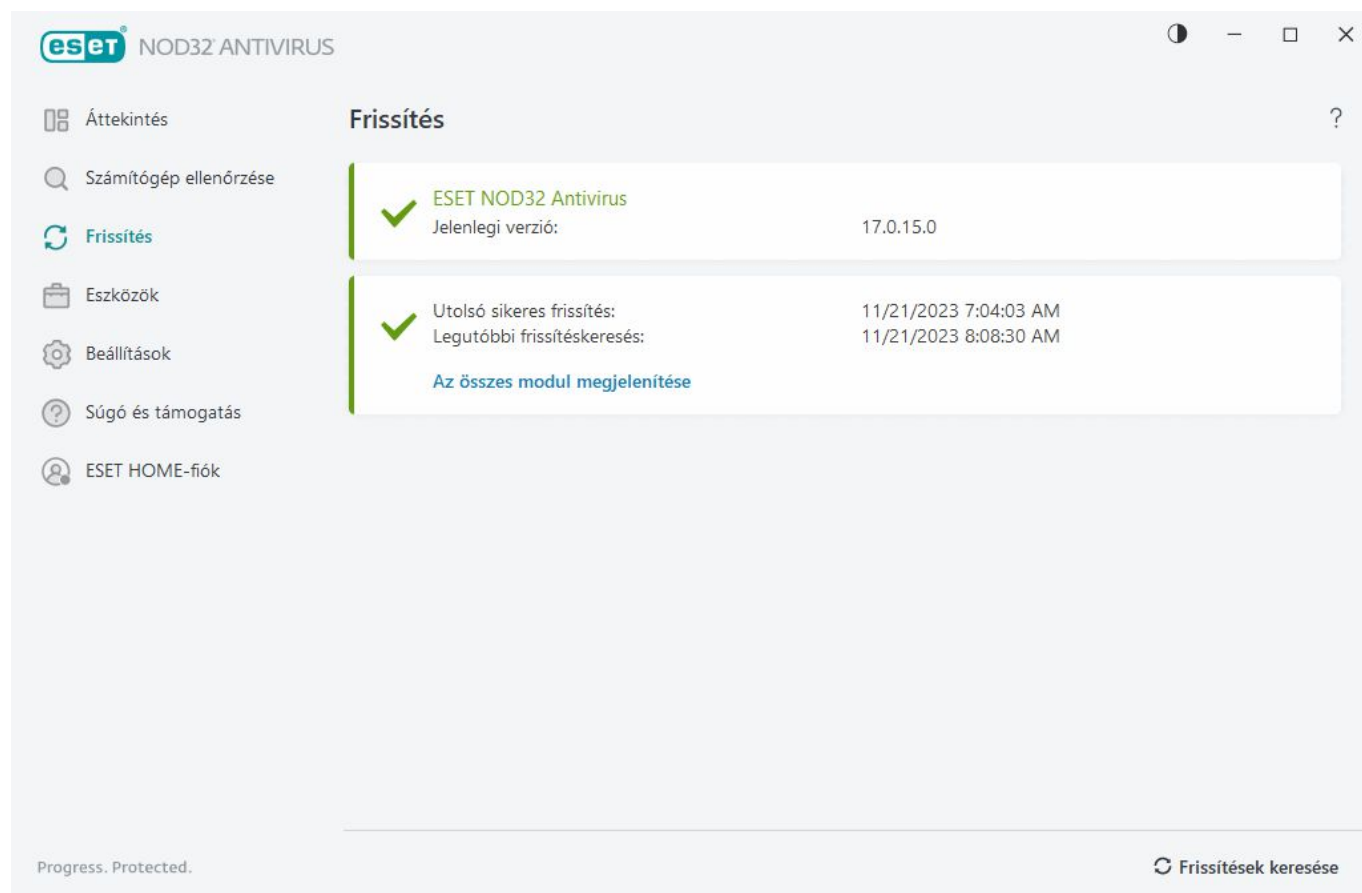 eset® NOD32® ANTIVIRUS
Áttekintés
Számítógép ellenőrzése
Frissítés
Eszközök
Beállítások
Súgó és támogatás
ESET HOME-fiók
Frissítés
?
ESET NOD32 Antivirus
Jelenlegi verzió: 17.0.15.0
Utolsó sikeres frissítés: 11/21/2023 7:04:03 AM
Legutóbbi frissítéskeresés: 11/21/2023 8:08:30 AM
Az összes modul megjelenítése
Progress. Protected.
Frissítések keresése